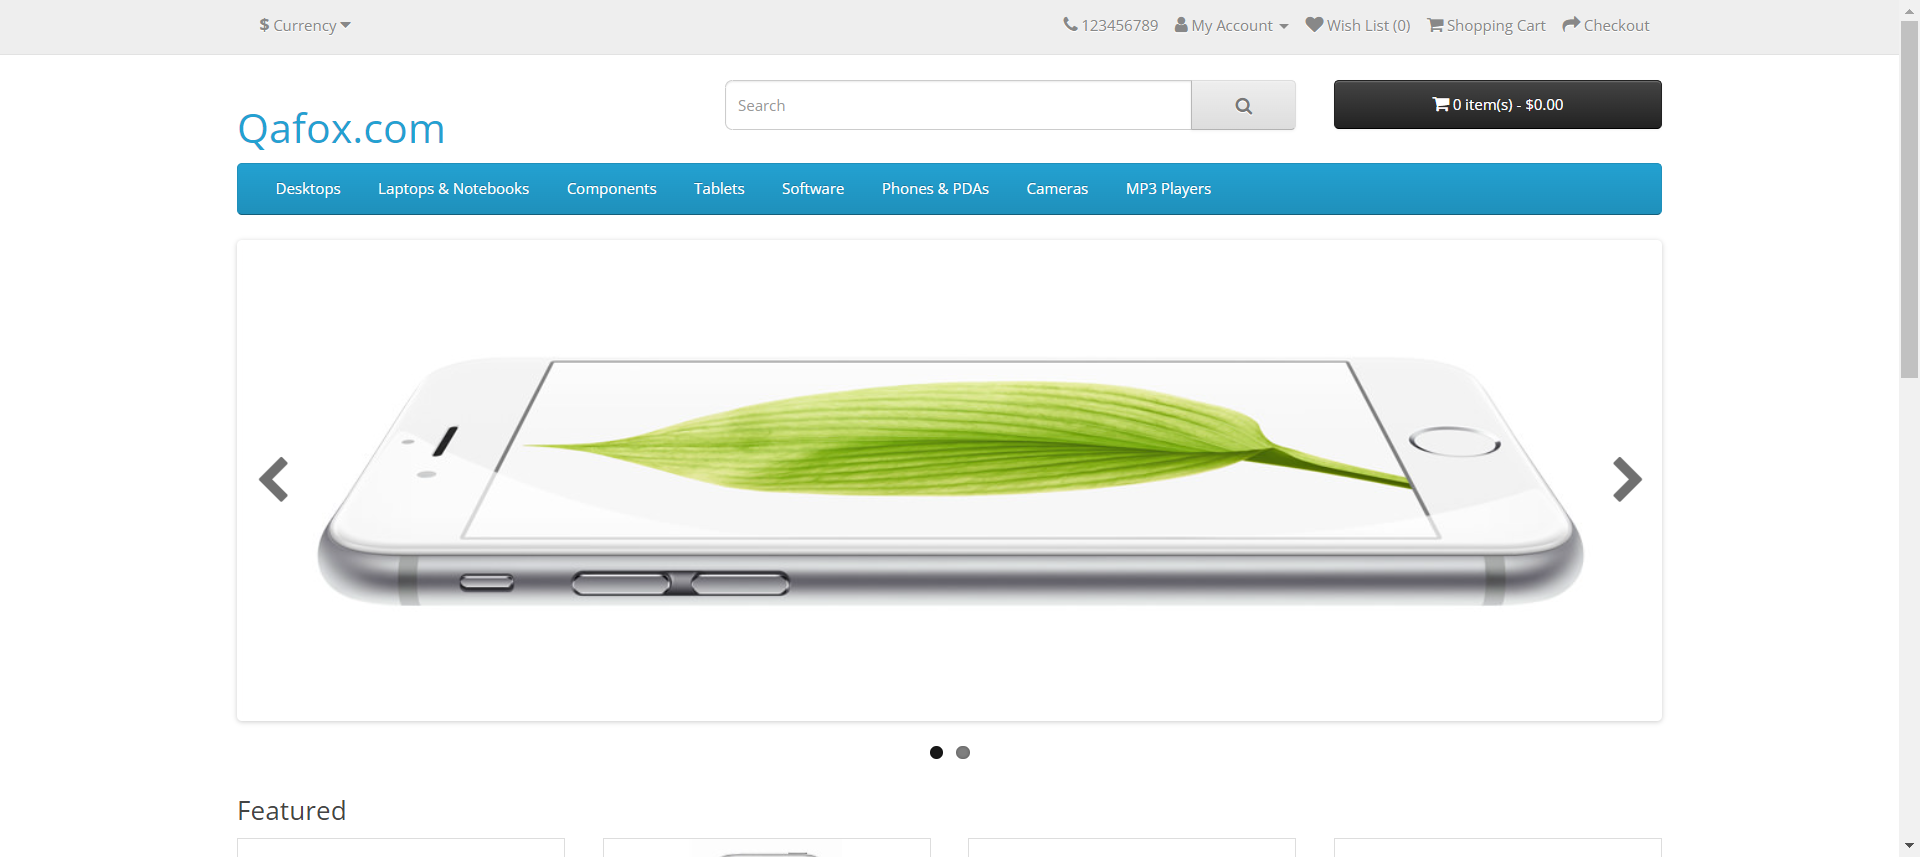 $ Currency
123456789 My Account Wish List (0) Shopping Cart Checkout
Search
0 item(s) - $0.00
Qafox.com
Desktops Laptops & Notebooks Components Tablets Software Phones & PDAs Cameras MP3 Players
Featured